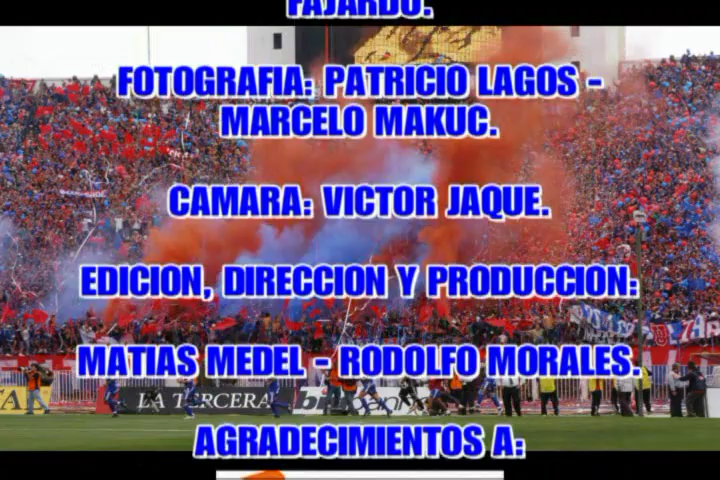 FAJARDO.
FOTOGRAFIA: PATRICIO LAGOS -
MARCELO MAKUC.
CAMARA: VICTOR JAQUE.
EDICION, DIRECCION Y PRODUCCION:
MATIAS MEDEL - RODOLFO MORALES.
LA TERCERA
AGRADECIMIENTOS A: